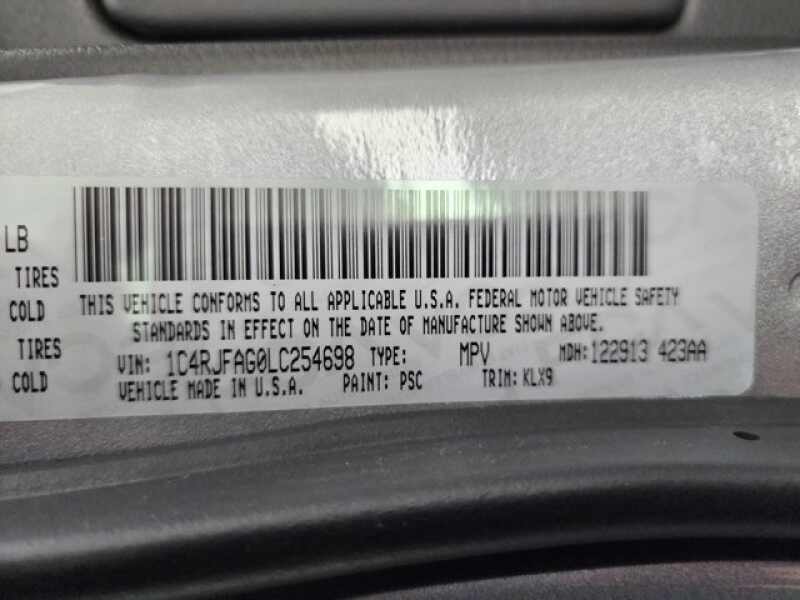 LB
TIRES
COLD
TIRES
COLD
THIS VEHICLE CONFORMS TO ALL APPLICABLE U.S.A. FEDERAL MOTOR VEHICLE SAFETY
STANDARDS IN EFFECT ON THE DATE OF MANUFACTURE SHOWN ABOVE.
VIN: 1C4RJFAG0LC254698 TYPE: MPV MDH: 122913 423AA
VEHICLE MADE IN U.S.A. PAINT: PSC TRIM: KLX9